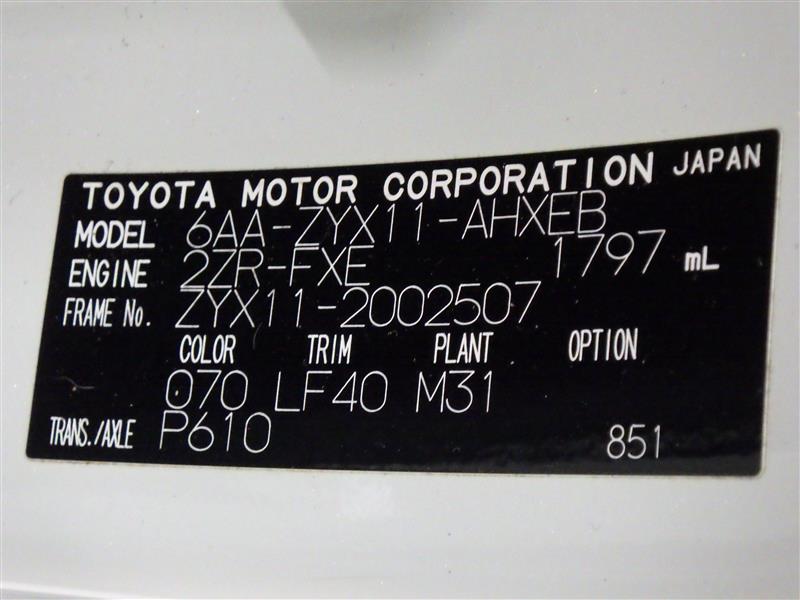 TOYOTA MOTOR CORPORATION JAPAN
MODEL 6AA-ZYX11-AHXEB
ENGINE 2ZR-FXE 1797 mL
FRAME No. ZYX11-2002507
COLOR TRIM PLANT OPTION
070 LF40 M31
TRANS./AXLE P610 851